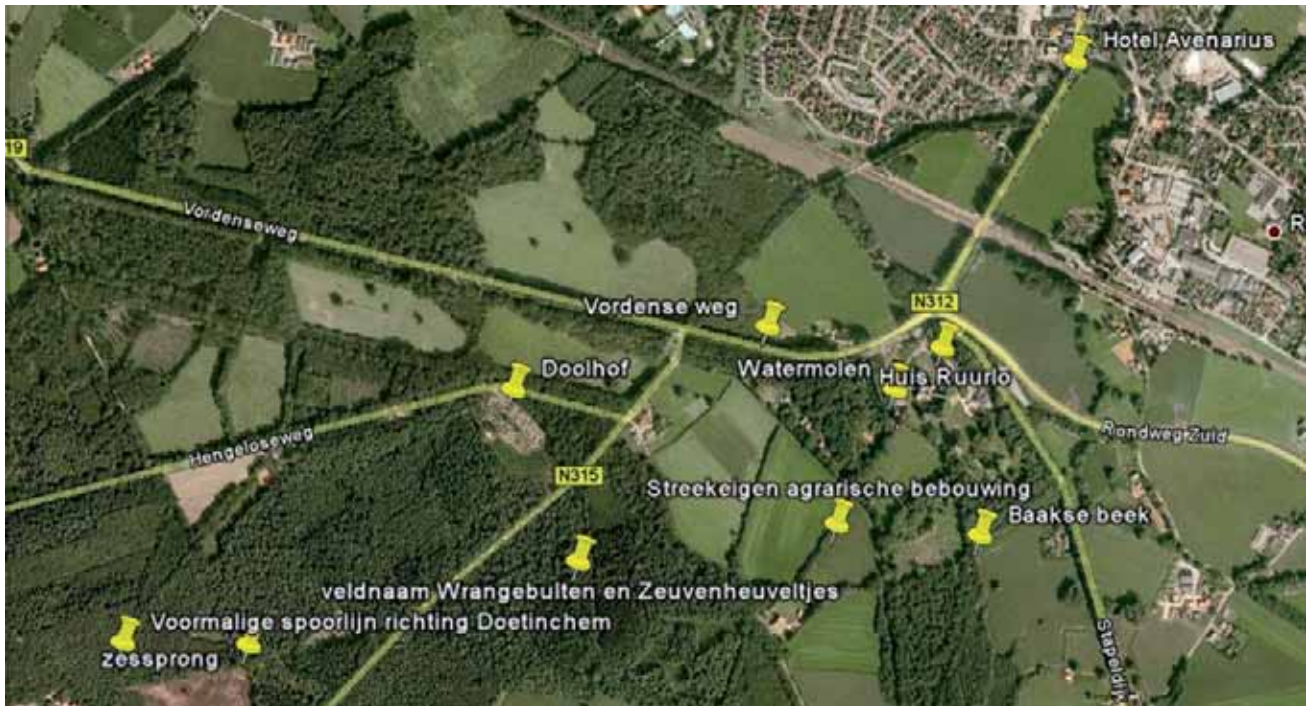 Hotel Avenarius
19
Vordenseweg
R
N312
Vordense weg
Watermolen
Huis Ruurlo
Doolhof
Rondweg Zuid
Hengeloseweg
N315
Streekeigen agrarische bebouwing
Baakse beek
veldnaam Wrangebulten en Zeuvenheuveltjes
Voormalige spoorlijn richting Doetinchem
zessprong
Stapeldijk